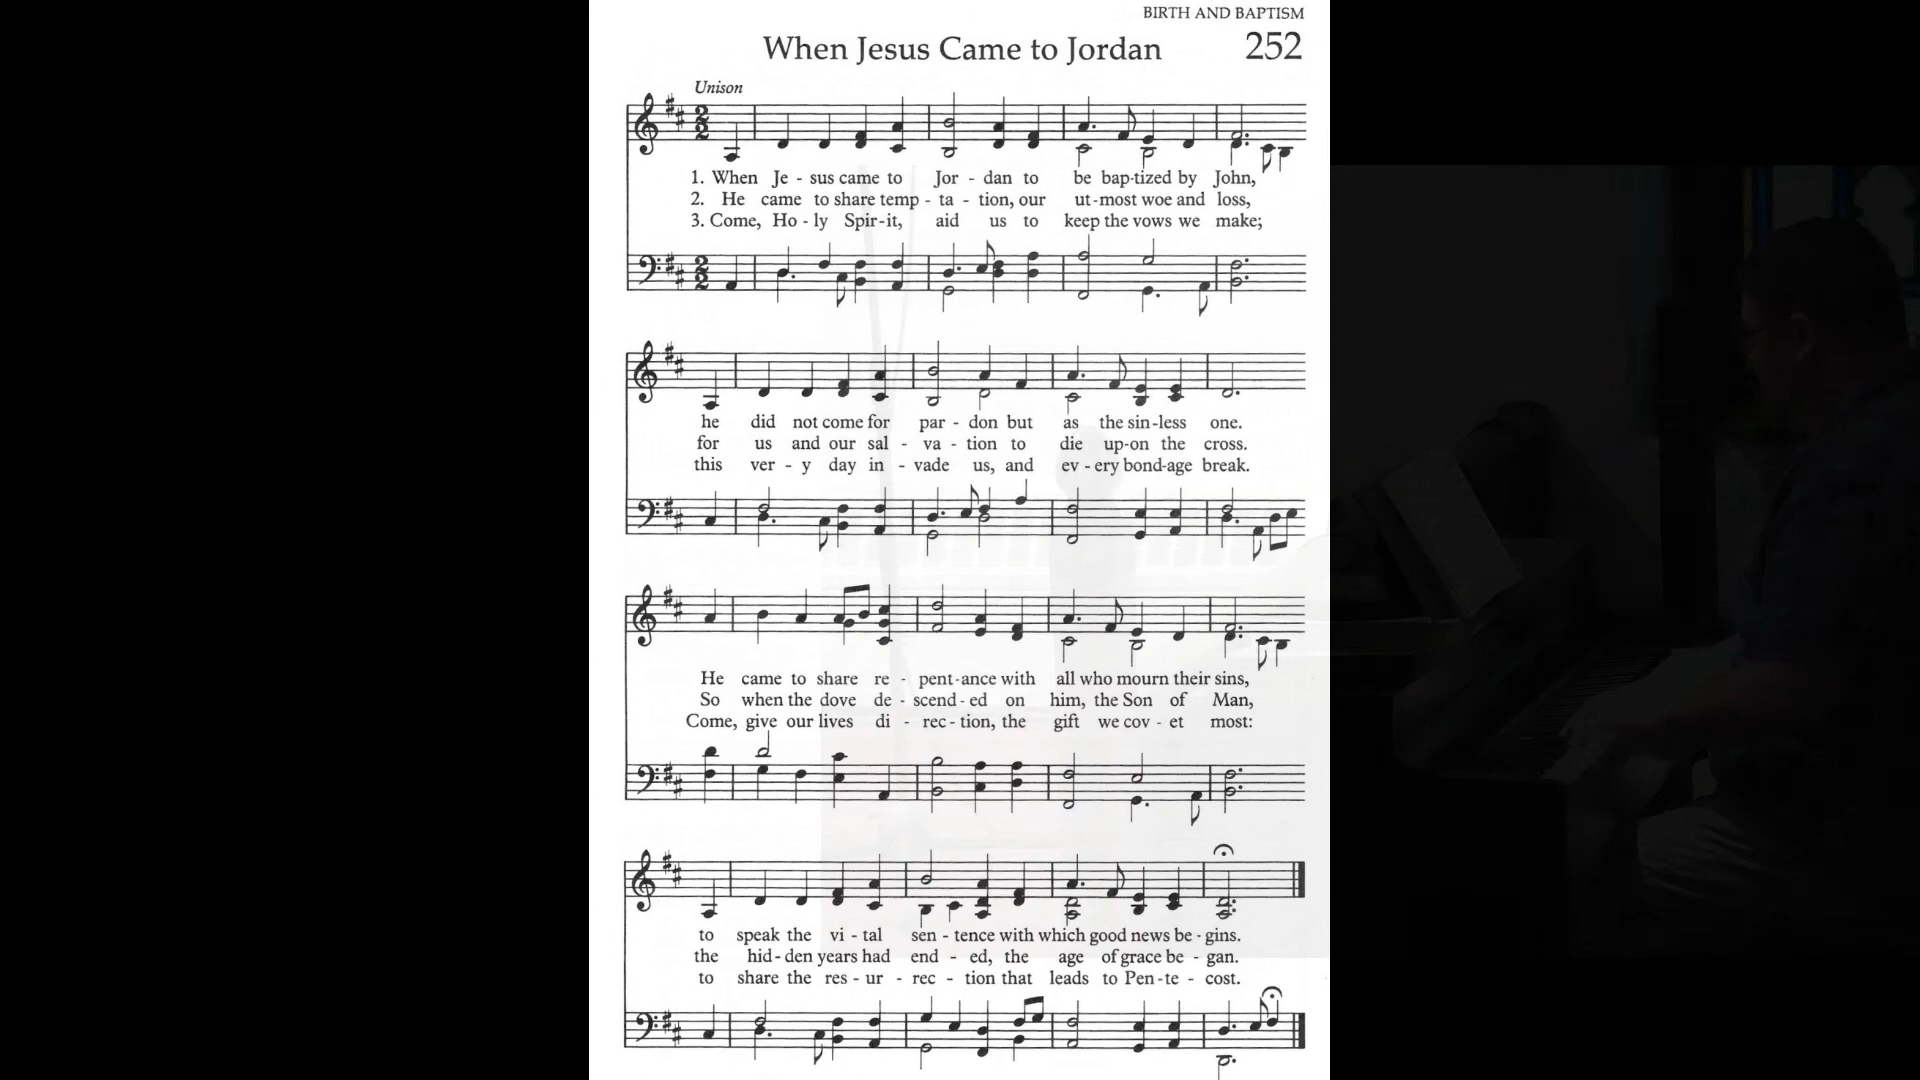 BIRTH AND BAPTISM
When Jesus Came to Jordan 252
Unison
1. When Je - sus came to Jor - dan to be bap-tized by John,
2. He came to share temp - ta - tion, our ut-most woe and loss,
3. Come, Ho - ly Spir-it, aid us to keep the vows we make;
he did not come for par - don but as the sin-less one.
for us and our sal - va - tion to die up-on the cross.
this ver - y day in - vade us, and ev - ery bond-age break.
He came to share re - pent-ance with all who mourn their sins,
So when the dove de - scend - ed on him, the Son of Man,
Come, give our lives di - rec - tion, the gift we cov - et most:
to speak the vi - tal sen - tence with which good news be - gins.
the hid - den years had end - ed, the age of grace be - gan.
to share the res - ur - rec - tion that leads to Pen-te - cost.